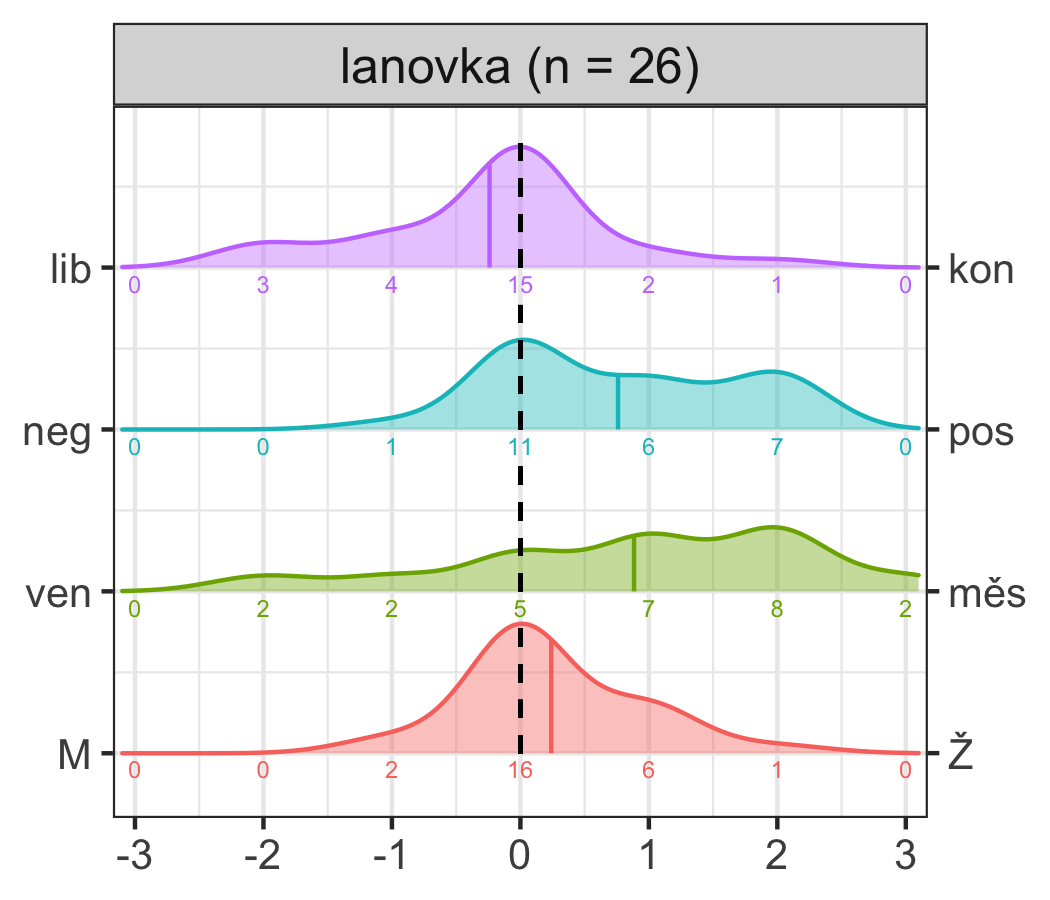 lanovka (n = 26)
lib kon
0 3 4 15 2 1 0
neg pos
0 0 1 11 6 7 0
ven měs
0 2 2 5 7 8 2
M Ž
0 0 2 16 6 1 0
-3 -2 -1 0 1 2 3